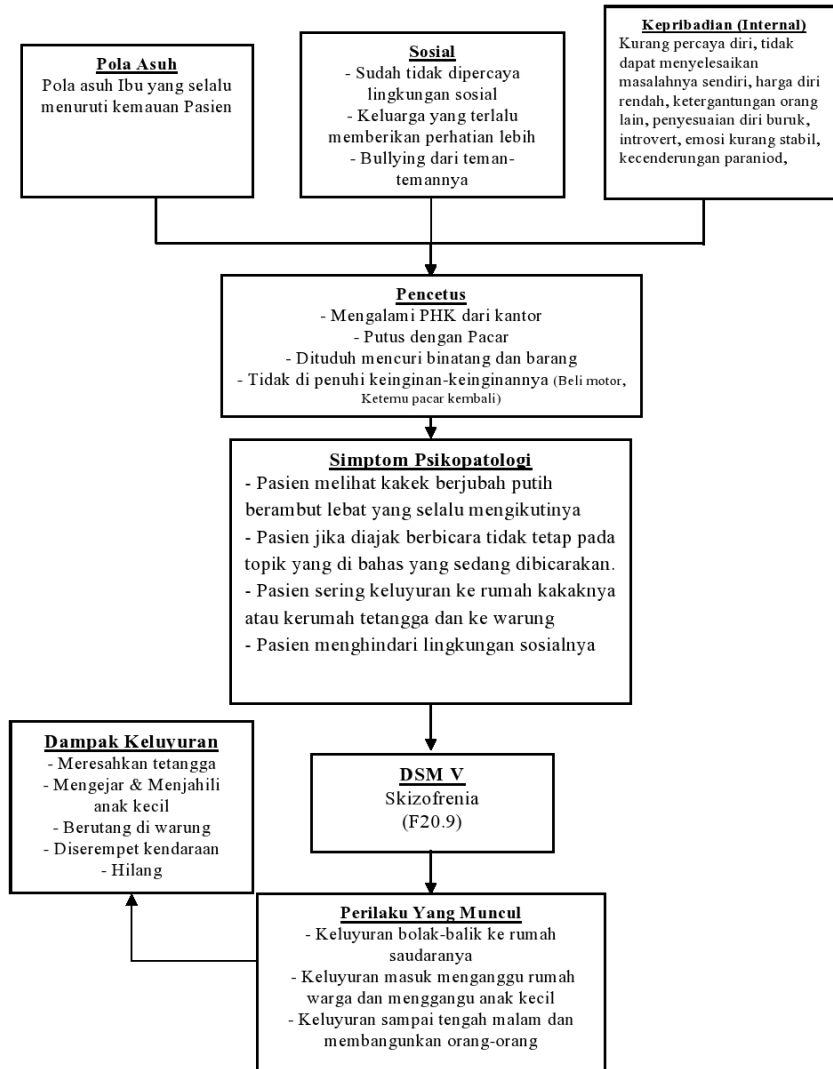 Pola Asuh
Pola asuh Ibu yang selalu
menuruti kemauan Pasien
Sosial
- Sudah tidak dipercaya
lingkungan sosial
- Keluarga yang terlalu
memberikan perhatian lebih
- Bullying dari teman-
temannya
Kepribadian (Internal)
Kurang percaya diri, tidak
dapat menyelesaikan
masalahnya sendiri, harga diri
rendah, ketergantungan orang
lain, penyesuaian diri buruk,
introvert, emosi kurang stabil,
kecenderungan paraniod,
Pencetus
- Mengalami PHK dari kantor
- Putus dengan Pacar
- Dituduh mencuri binatang dan barang
- Tidak di penuhi keinginan-keinginannya (Beli motor,
Ketemu pacar kembali)
Simptom Psikopatologi
- Pasien melihat kakek berjubah putih
berambut lebat yang selalu mengikutinya
- Pasien jika diajak berbicara tidak tetap pada
topik yang di bahas yang sedang dibicarakan.
- Pasien sering keluyuran ke rumah kakaknya
atau kerumah tetangga dan ke warung
- Pasien menghindari lingkungan sosialnya
Dampak Keluyuran
- Meresahkan tetangga
- Mengejar & Menjahili
anak kecil
- Berutang di warung
- Diserempet kendaraan
- Hilang
DSM V
Skizofrenia
(F20.9)
Perilaku Yang Muncul
- Keluyuran bolak-balik ke rumah
saudaranya
- Keluyuran masuk menganggu rumah
warga dan menggangu anak kecil
- Keluyuran sampai tengah malam dan
membangunkan orang-orang